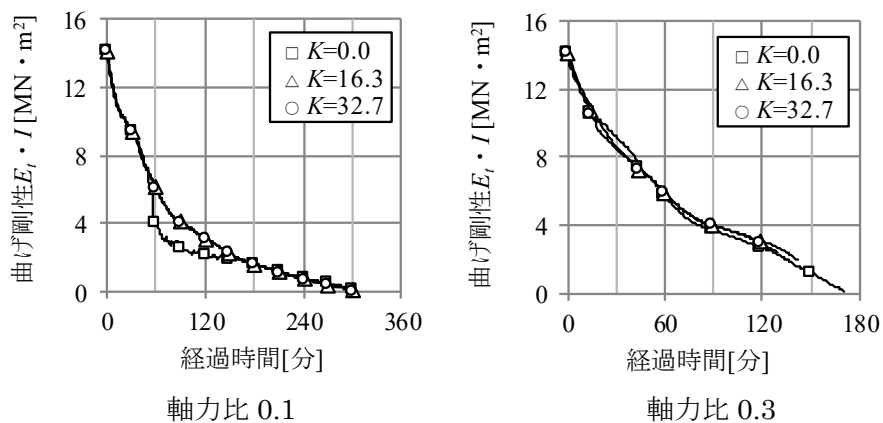 16
12
8
4
0
曲げ剛性Et・I [MN・m²]
□ K=0.0
△ K=16.3
○ K=32.7
0 120 240 360
経過時間[分]
軸力比 0.1
16
12
8
4
0
曲げ剛性Et・I [MN・m²]
□ K=0.0
△ K=16.3
○ K=32.7
0 60 120 180
経過時間[分]
軸力比 0.3